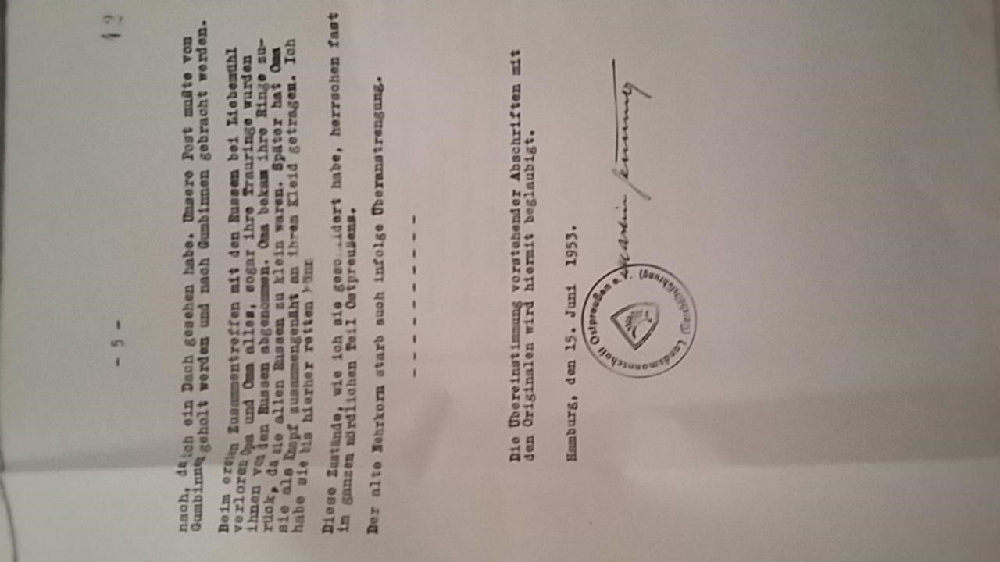 - 5 -
12
nach, da ich ein Dach gesehen habe. Unsere Post mußte von
Gumbinnen geholt werden und nach Gumbinnen gebracht werden.
Beim ersten Zusammentreffen mit den Russen bei Liebemühl
verloren Opa und Oma alles, sogar ihre Trauringe wurden
ihnen von den Russen abgenommen. Oma bekam ihre Ringe zu-
rück, da sie allen Russen zu klein waren. Später hat Oma
sie als Knopf zusammengenäht an ihrem Kleid getragen. Ich
habe sie bis hierher retten
Diese Zustände, wie ich sie geschildert habe, herrschen fast
im ganzen nördlichen Teil Ostpreußens.
Der alte Nehrkorn starb auch infolge Überanstrengung.
- - - - - - - - - -
Die Übereinstimmung vorstehender Abschriften mit
den Originalen wird hiermit beglaubigt.
Hamburg, den 15. Juni 1953.
Landsmannschaft Ostpreußen e.V. (Geschäftsführung)